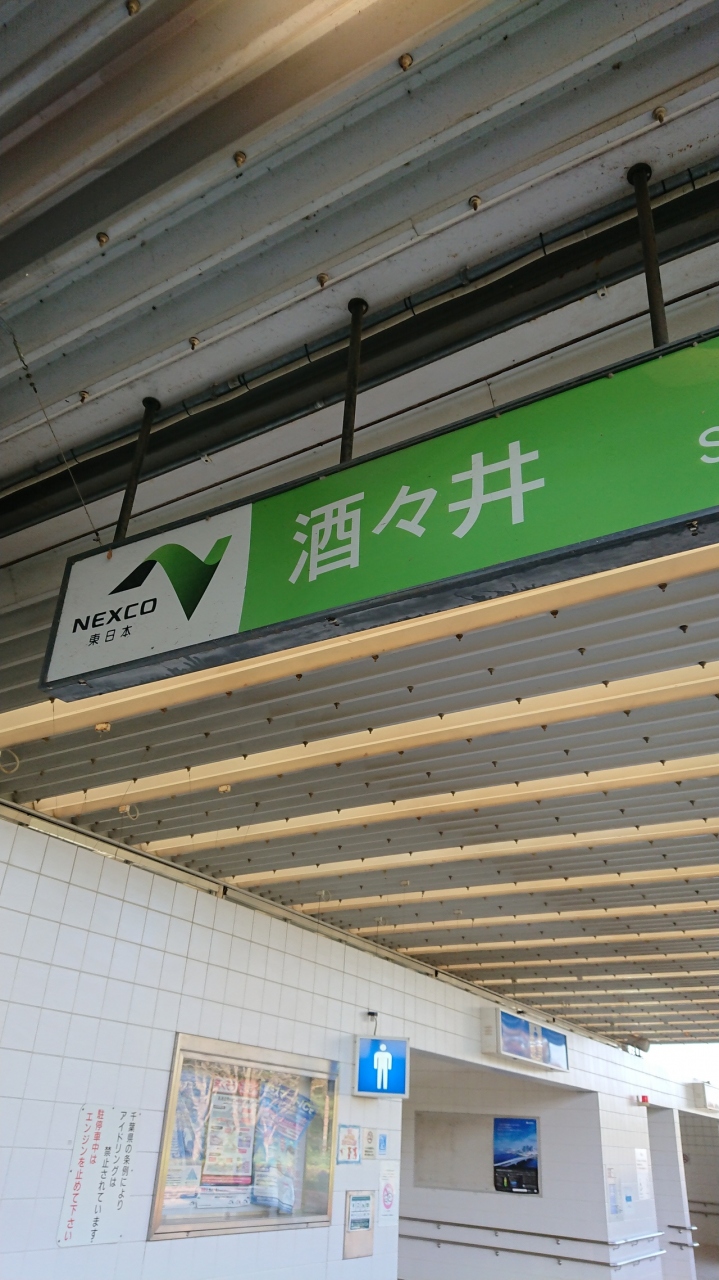 NEXCO
東日本
酒々井
S
千葉県の条例により
アイドリングは
禁止されています。
駐停車中は
エンジンを止めて下さい